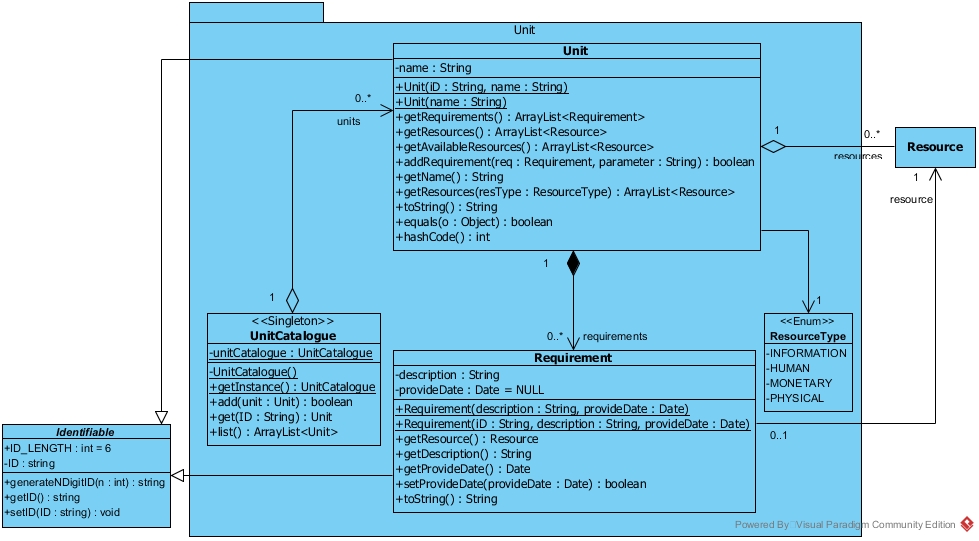 Unit
Unit
-name : String
+Unit(iD : String, name : String)
+Unit(name : String)
+getRequirements() : ArrayList<Requirement>
+getResources() : ArrayList<Resource>
+getAvailableResources() : ArrayList<Resource>
+addRequirement(req : Requirement, parameter : String) : boolean
+getName() : String
+getResources(resType : ResourceType) : ArrayList<Resource>
+toString() : String
+equals(o : Object) : boolean
+hashCode() : int
0..*
units
1
1
0..*
resources
Resource
1
resource
1
0..*
requirements
1
<<Singleton>>
UnitCatalogue
-unitCatalogue : UnitCatalogue
-UnitCatalogue()
+getInstance() : UnitCatalogue
+add(unit : Unit) : boolean
+get(ID : String) : Unit
+list() : ArrayList<Unit>
<<Enum>>
ResourceType
-INFORMATION
-HUMAN
-MONETARY
-PHYSICAL
Requirement
-description : String
-provideDate : Date = NULL
+Requirement(description : String, provideDate : Date)
+Requirement(iD : String, description : String, provideDate : Date)
+getResource() : Resource
+getDescription() : String
+getProvideDate() : Date
+setProvideDate(provideDate : Date) : boolean
+toString() : String
0..1
Identifiable
+ID_LENGTH : int = 6
-ID : string
+generateNDigitID(n : int) : string
+getID() : string
+setID(ID : string) : void
Powered By Visual Paradigm Community Edition